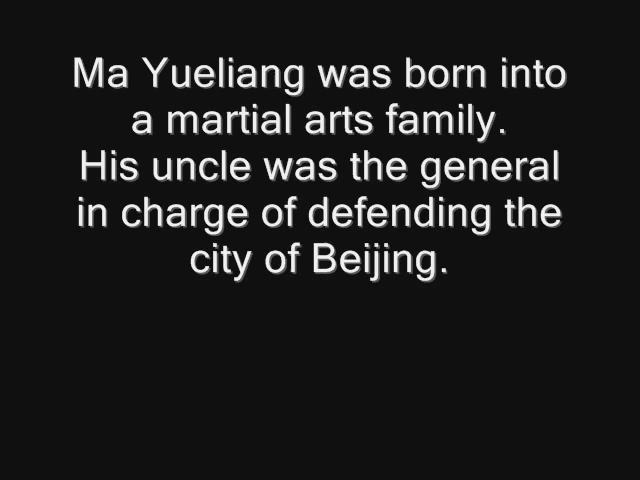 Ma Yueliang was born into
a martial arts family.
His uncle was the general
in charge of defending the
city of Beijing.